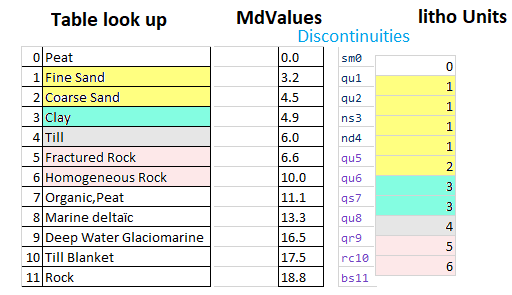 Table look up MdValues litho Units
Discontinuities
0 Peat 0.0 sm0 0
1 Fine Sand 3.2 qu1 1
2 Coarse Sand 4.5 qu2 1
3 Clay 4.9 ns3 1
4 Till 6.0 nd4 1
5 Fractured Rock 6.6 qu5 2
6 Homogeneous Rock 10.0 qu6 3
7 Organic,Peat 11.1 qs7 3
8 Marine deltaïc 13.3 qu8 4
9 Deep Water Glaciomarine 16.5 qr9 5
10 Till Blanket 17.5 rc10 6
11 Rock 18.8 bs11